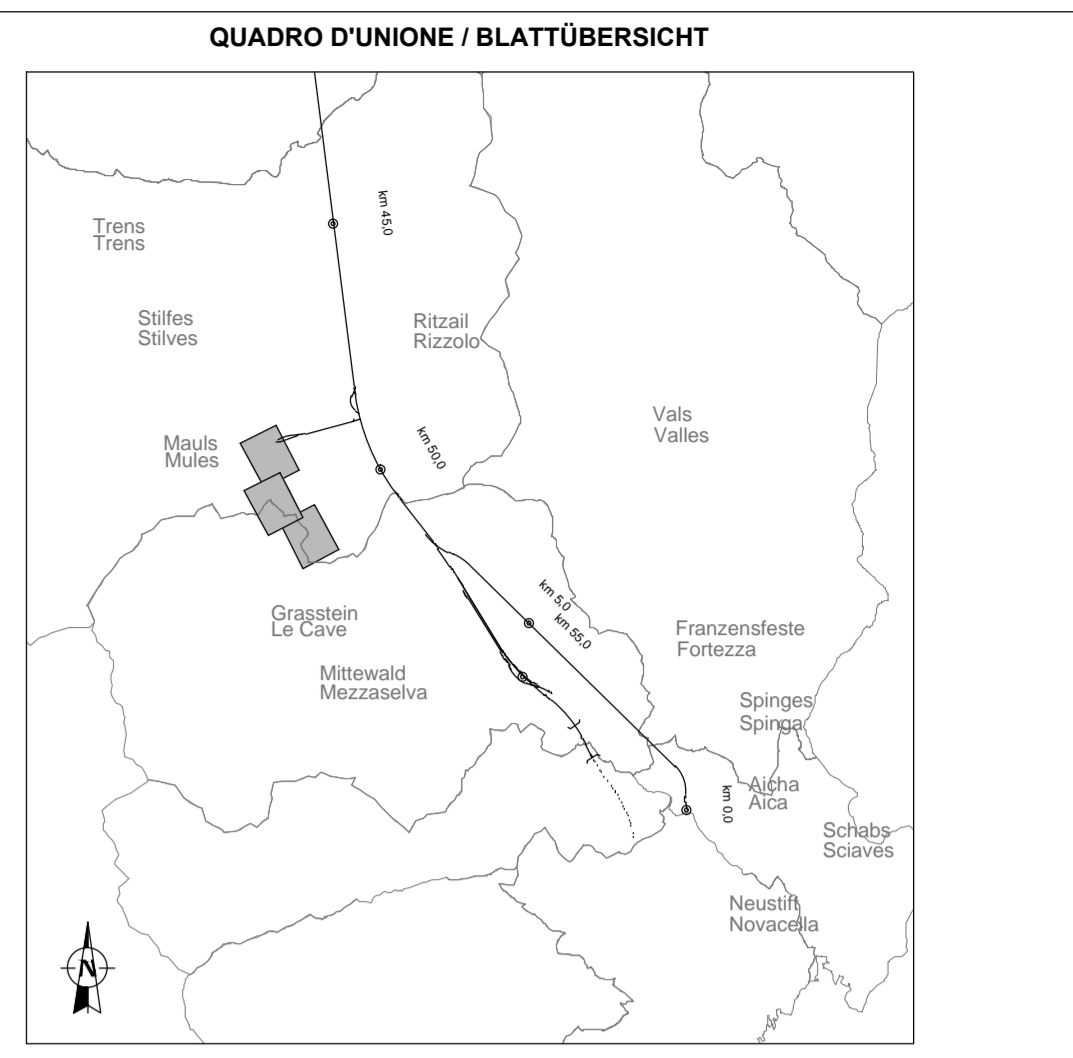 QUADRO D'UNIONE / BLATTÜBERSICHT
km 45,0
Trens
Trens
Stilfes
Stilves
Ritzail
Rizzolo
Vals
Valles
Mauls
Mules
km 50,0
km 5,0
km 55,0
Grasstein
Le Cave
Franzensfeste
Fortezza
Mittewald
Mezzaselva
Spinges
Spinga
Aicha
Aica
km 0,0
Schabs
Sciaves
Neustift
Novacella
N